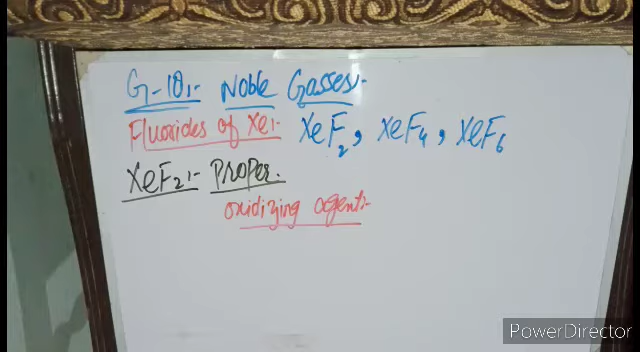 G-18:- Noble Gasses:-
Fluorides of Xe:- XeF₂, XeF₄, XeF₆
XeF₂:- Proper.
oxidizing agent:-
PowerDirector